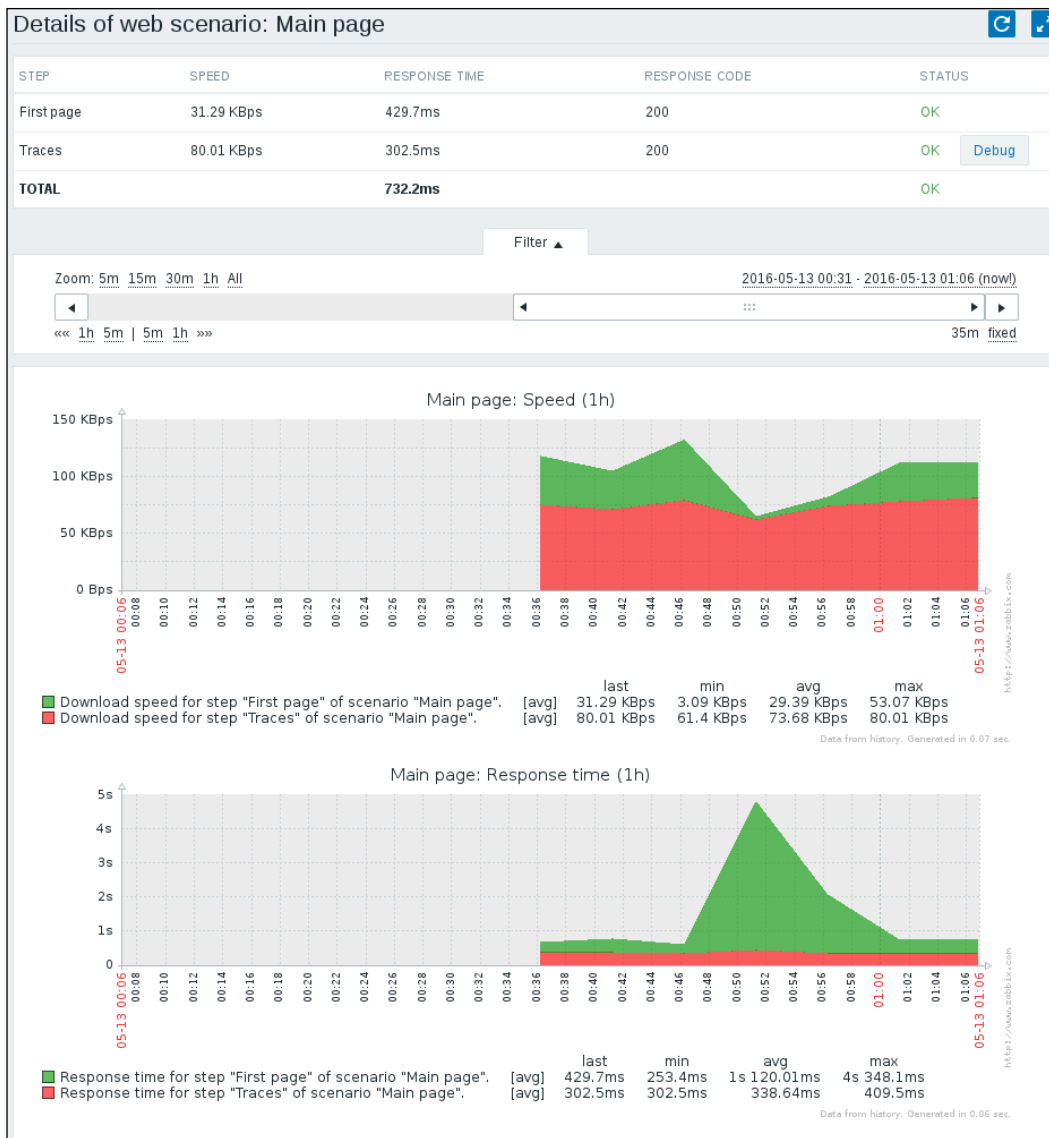 Details of web scenario: Main page
STEP SPEED RESPONSE TIME RESPONSE CODE STATUS
First page 31.29 KBps 429.7ms 200 OK
Traces 80.01 KBps 302.5ms 200 OK Debug
TOTAL 732.2ms OK
Filter ▲
Zoom: 5m 15m 30m 1h All 2016-05-13 00:31 - 2016-05-13 01:06 (now!)
«« 1h 5m | 5m 1h »» 35m fixed
Main page: Speed (1h)
150 KBps
100 KBps
50 KBps
0 Bps
05-13 00:06 00:08 00:10 00:12 00:14 00:16 00:18 00:20 00:22 00:24 00:26 00:28 00:30 00:32 00:34 00:36 00:38 00:40 00:42 00:44 00:46 00:48 00:50 00:52 00:54 00:56 00:58 01:00 01:02 01:04 01:06 05-13 01:06
http://www.zabbix.com
last min avg max
Download speed for step "First page" of scenario "Main page". [avg] 31.29 KBps 3.09 KBps 29.39 KBps 53.07 KBps
Download speed for step "Traces" of scenario "Main page". [avg] 80.01 KBps 61.4 KBps 73.68 KBps 80.01 KBps
Data from history. Generated in 0.07 sec.
Main page: Response time (1h)
5s
4s
3s
2s
1s
0
05-13 00:06 00:08 00:10 00:12 00:14 00:16 00:18 00:20 00:22 00:24 00:26 00:28 00:30 00:32 00:34 00:36 00:38 00:40 00:42 00:44 00:46 00:48 00:50 00:52 00:54 00:56 00:58 01:00 01:02 01:04 01:06 05-13 01:06
http://www.zabbix.com
last min avg max
Response time for step "First page" of scenario "Main page". [avg] 429.7ms 253.4ms 1s 120.01ms 4s 348.1ms
Response time for step "Traces" of scenario "Main page". [avg] 302.5ms 302.5ms 338.64ms 409.5ms
Data from history. Generated in 0.06 sec.